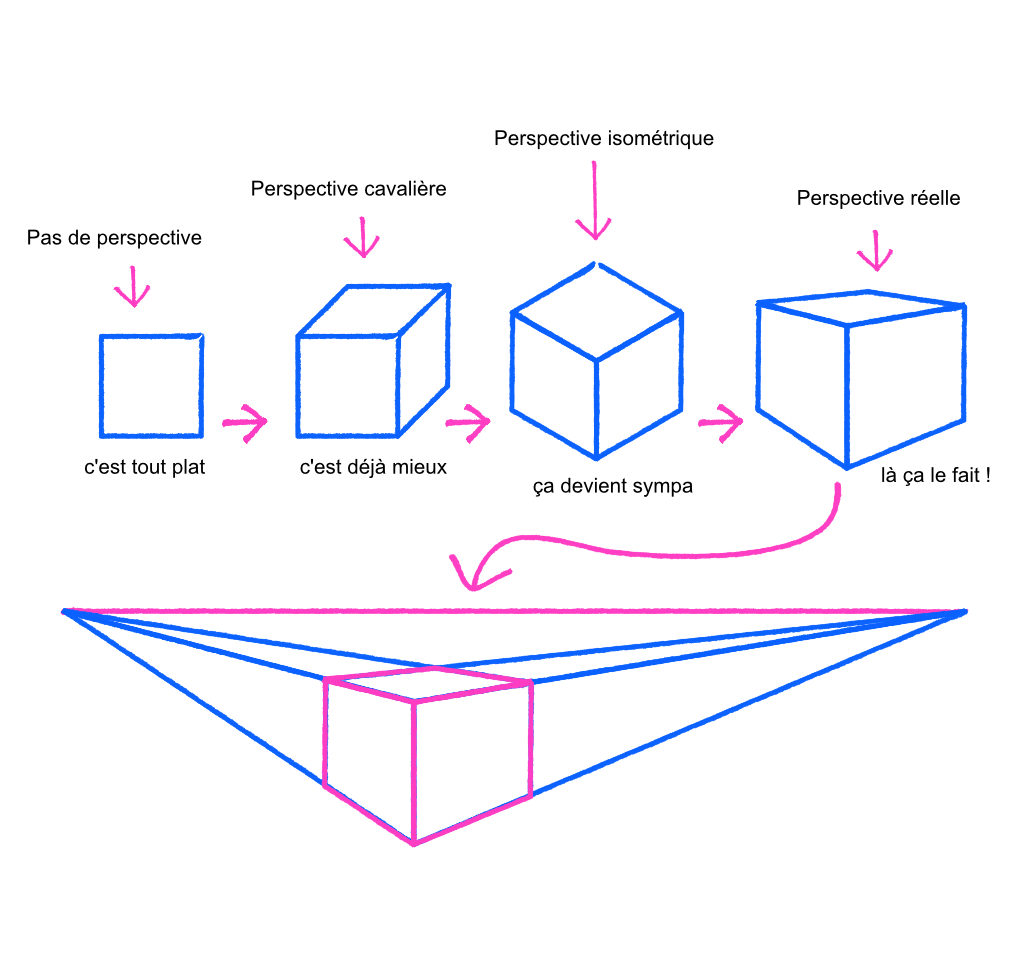 Pas de perspective
Perspective cavalière
Perspective isométrique
Perspective réelle
c'est tout plat
c'est déjà mieux
ça devient sympa
là ça le fait !